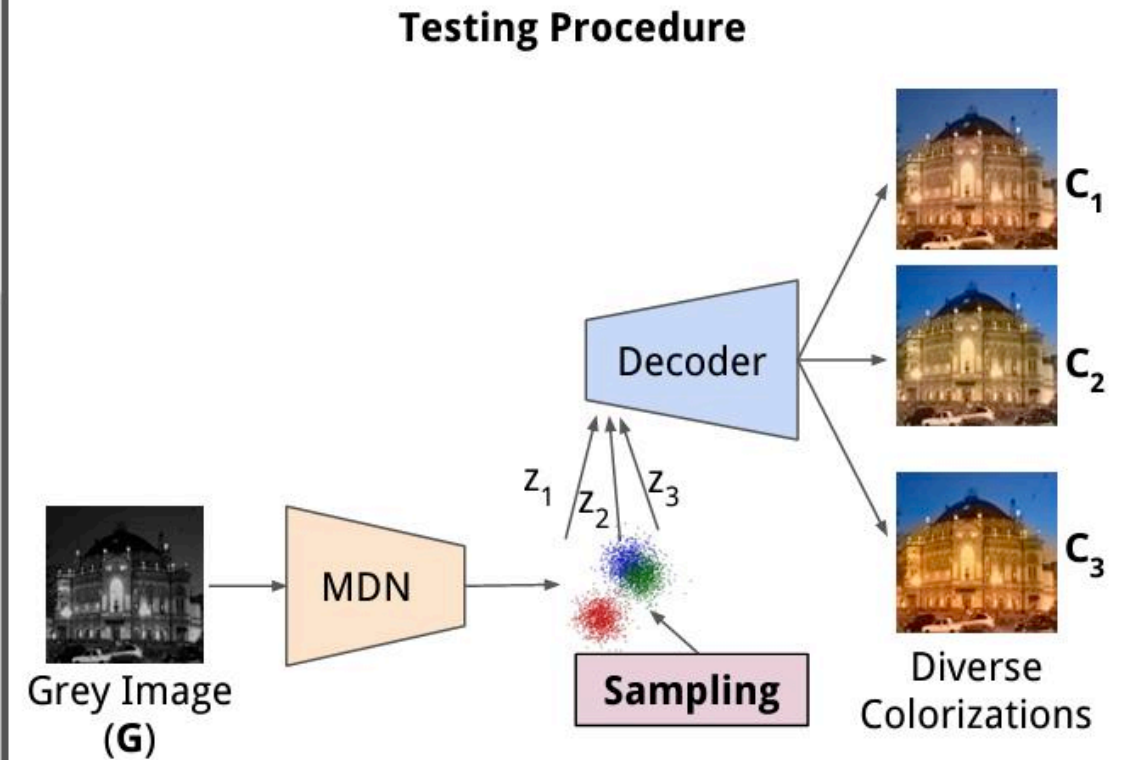 Testing Procedure
C1
Decoder
C2
z1
z2
z3
C3
MDN
Sampling
Grey Image
(G)
Diverse
Colorizations